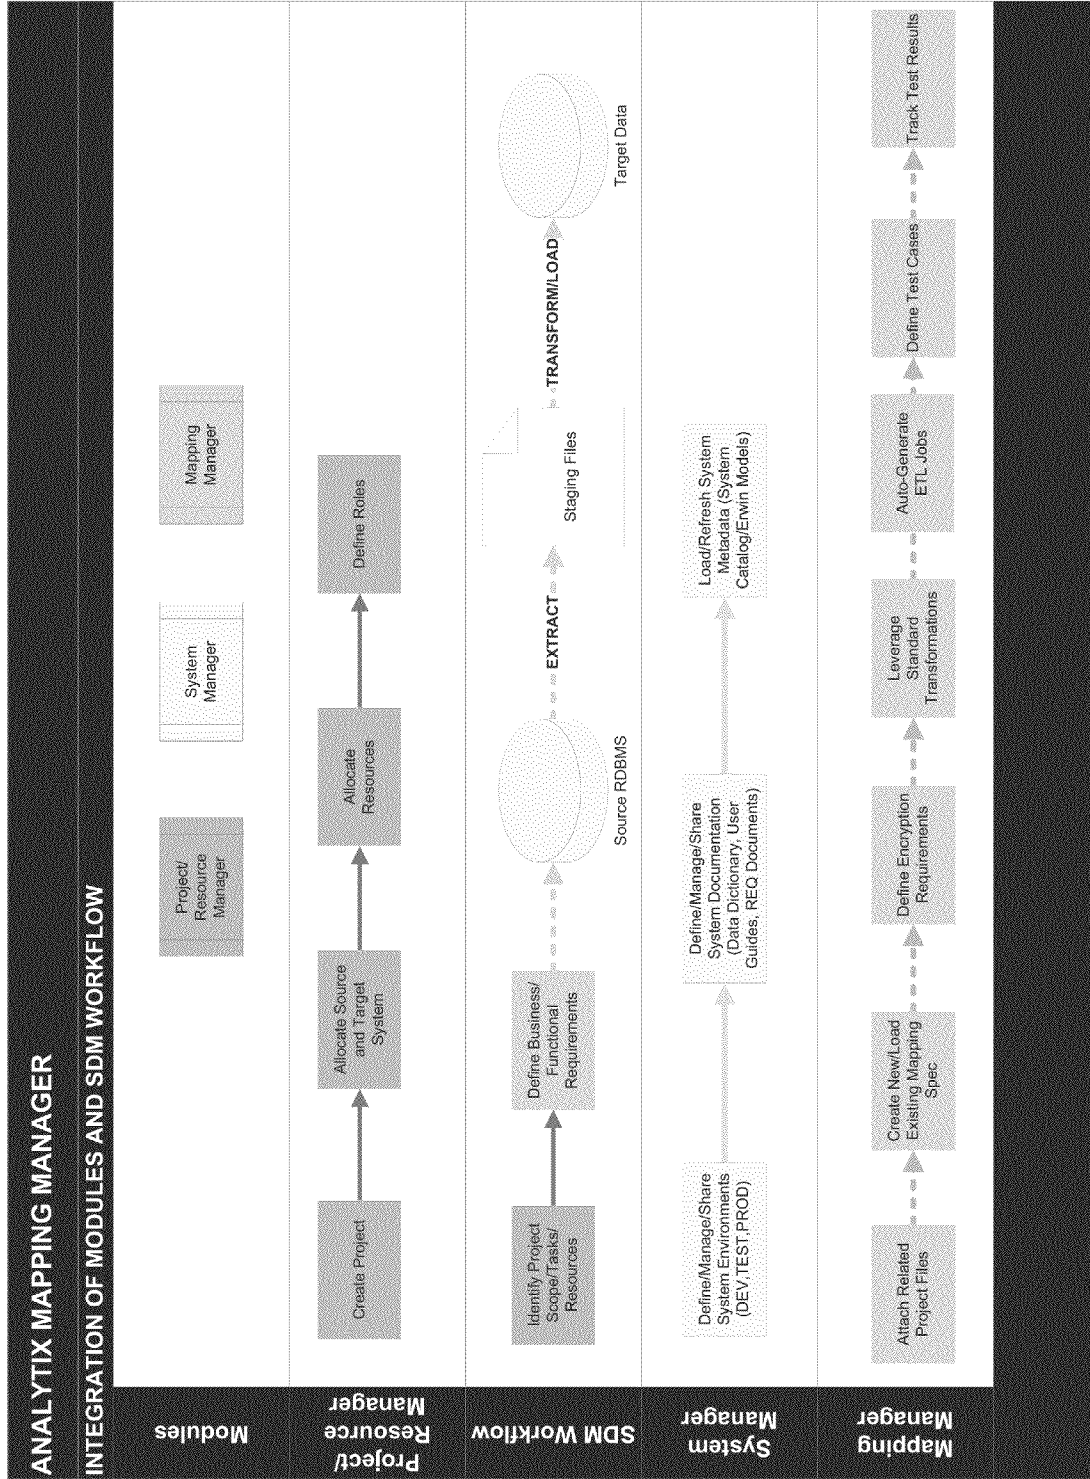 ANALYTIX MAPPING MANAGER
INTEGRATION OF MODULES AND SDM WORKFLOW
Modules
Project/
Resource
Manager
System
Manager
Mapping
Manager
Project/
Resource
Manager
Create Project
Allocate Source
and Target
System
Allocate
Resources
Define Roles
SDM Workflow
Identify Project
Scope/Tasks/
Resources
Define Business/
Functional
Requirements
Source RDBMS
EXTRACT
Staging Files
TRANSFORM/LOAD
Target Data
System
Manager
Define/Manage/Share
System Environments
(DEV,TEST,PROD)
Define/Manage/Share
System Documentation
(Data Dictionary, User
Guides, REQ Documents)
Load/Refresh System
Metadata (System
Catalog/Erwin Models)
Mapping
Manager
Attach Related
Project Files
Create New/Load
Existing Mapping
Spec
Define Encryption
Requirements
Leverage
Standard
Transformations
Auto-Generate
ETL Jobs
Define Test Cases
Track Test Results